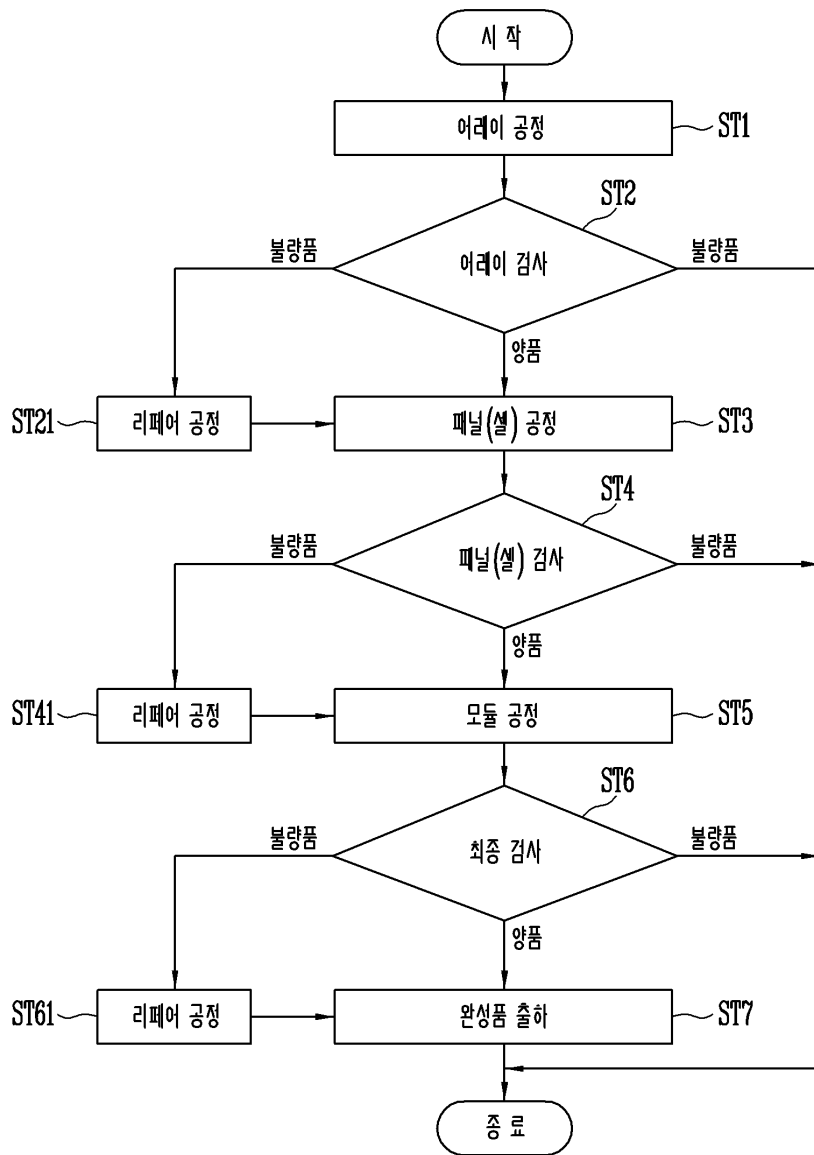 시 작
어레이 공정
ST1
ST2
불량품
어레이 검사
불량품
양품
ST21
리페어 공정
패널(셀) 공정
ST3
ST4
불량품
패널(셀) 검사
불량품
양품
ST41
리페어 공정
모듈 공정
ST5
ST6
불량품
최종 검사
불량품
양품
ST61
리페어 공정
완성품 출하
ST7
종 료